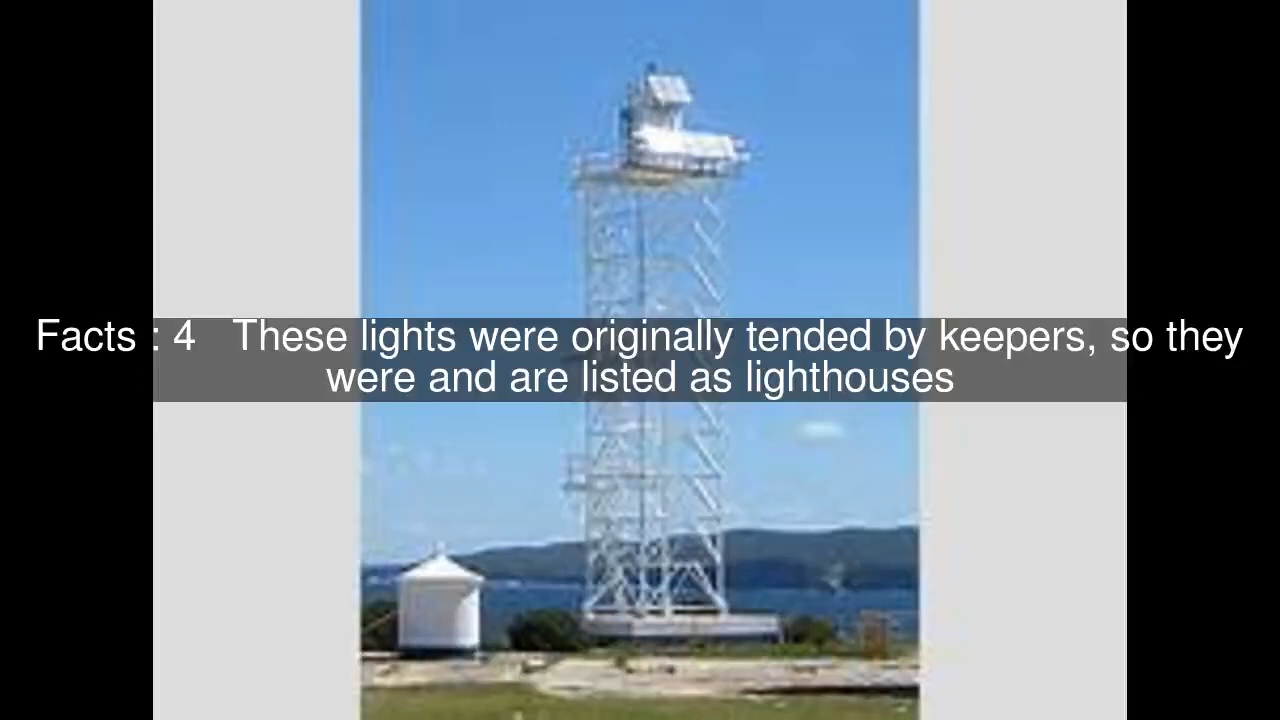 Facts : 4   These lights were originally tended by keepers, so they
were and are listed as lighthouses